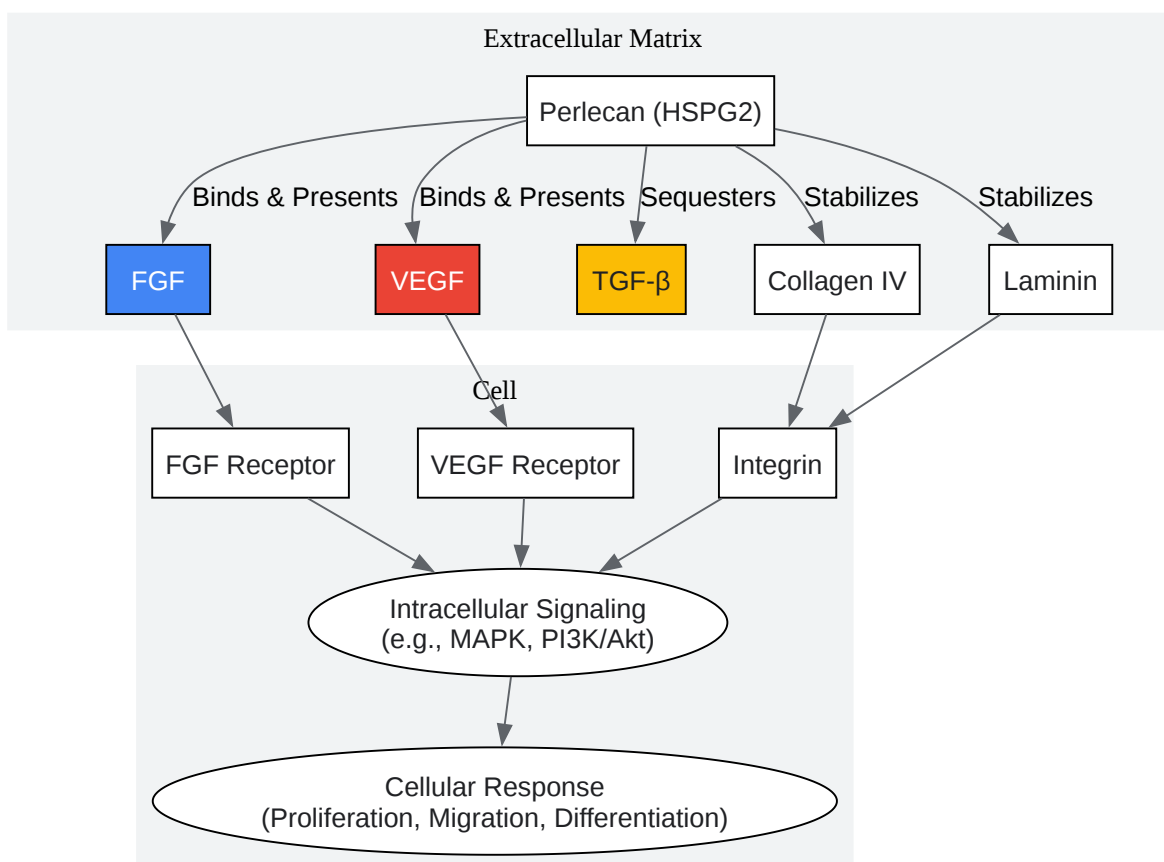 Extracellular Matrix
Perlecan (HSPG2)
Binds & Presents
Binds & Presents
Sequesters
Stabilizes
Stabilizes
FGF
VEGF
TGF-β
Collagen IV
Laminin
Cell
FGF Receptor
VEGF Receptor
Integrin
Intracellular Signaling
(e.g., MAPK, PI3K/Akt)
Cellular Response
(Proliferation, Migration, Differentiation)